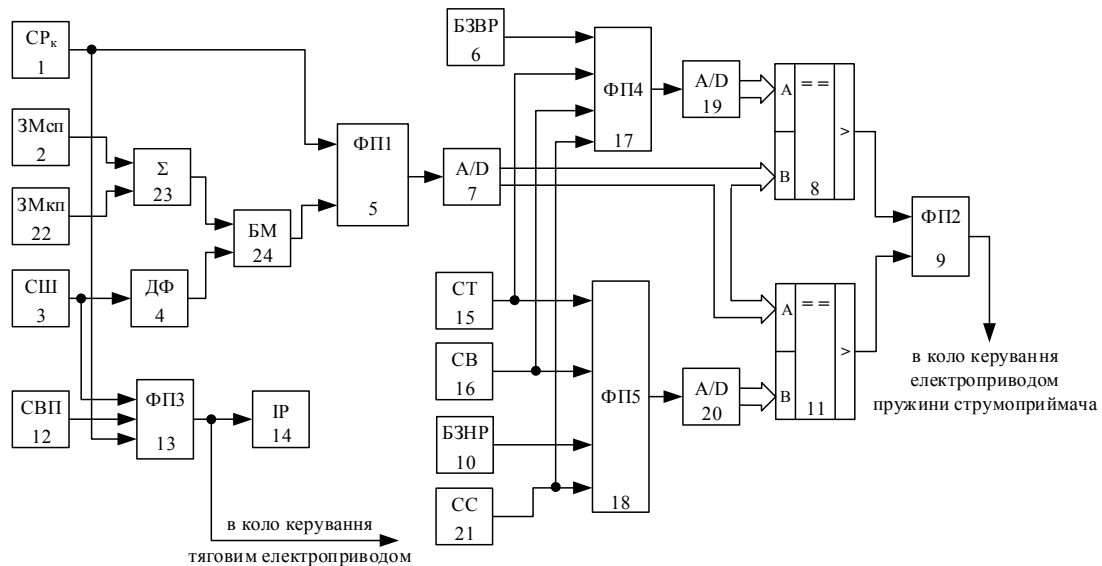 СРк
1
ЗМсп
2
ЗМкп
22
Σ
23
БМ
24
СШ
3
ДФ
4
СВП
12
ФП3
13
ІР
14
в коло керування
тяговим електроприводом
ФП1
5
A/D
7
БЗВР
6
ФП4
17
A/D
19
A
= =
>
B
8
СТ
15
СВ
16
БЗНР
10
СС
21
ФП5
18
A/D
20
A
= =
>
B
11
ФП2
9
в коло керування
електроприводом
пружини струмоприймача